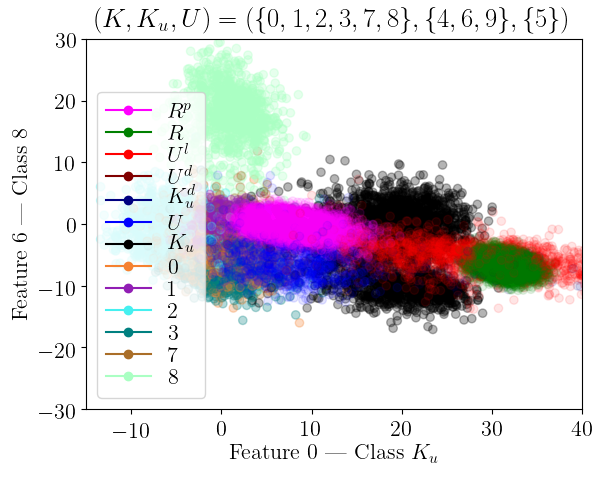 (K, K_u, U) = ({0, 1, 2, 3, 7, 8}, {4, 6, 9}, {5})
30
20
10
0
−10
−20
−30
Feature 6 — Class 8
R^p
R
U^l
U^d
K_u^d
U
K_u
0
1
2
3
7
8
−10 0 10 20 30 40
Feature 0 — Class K_u